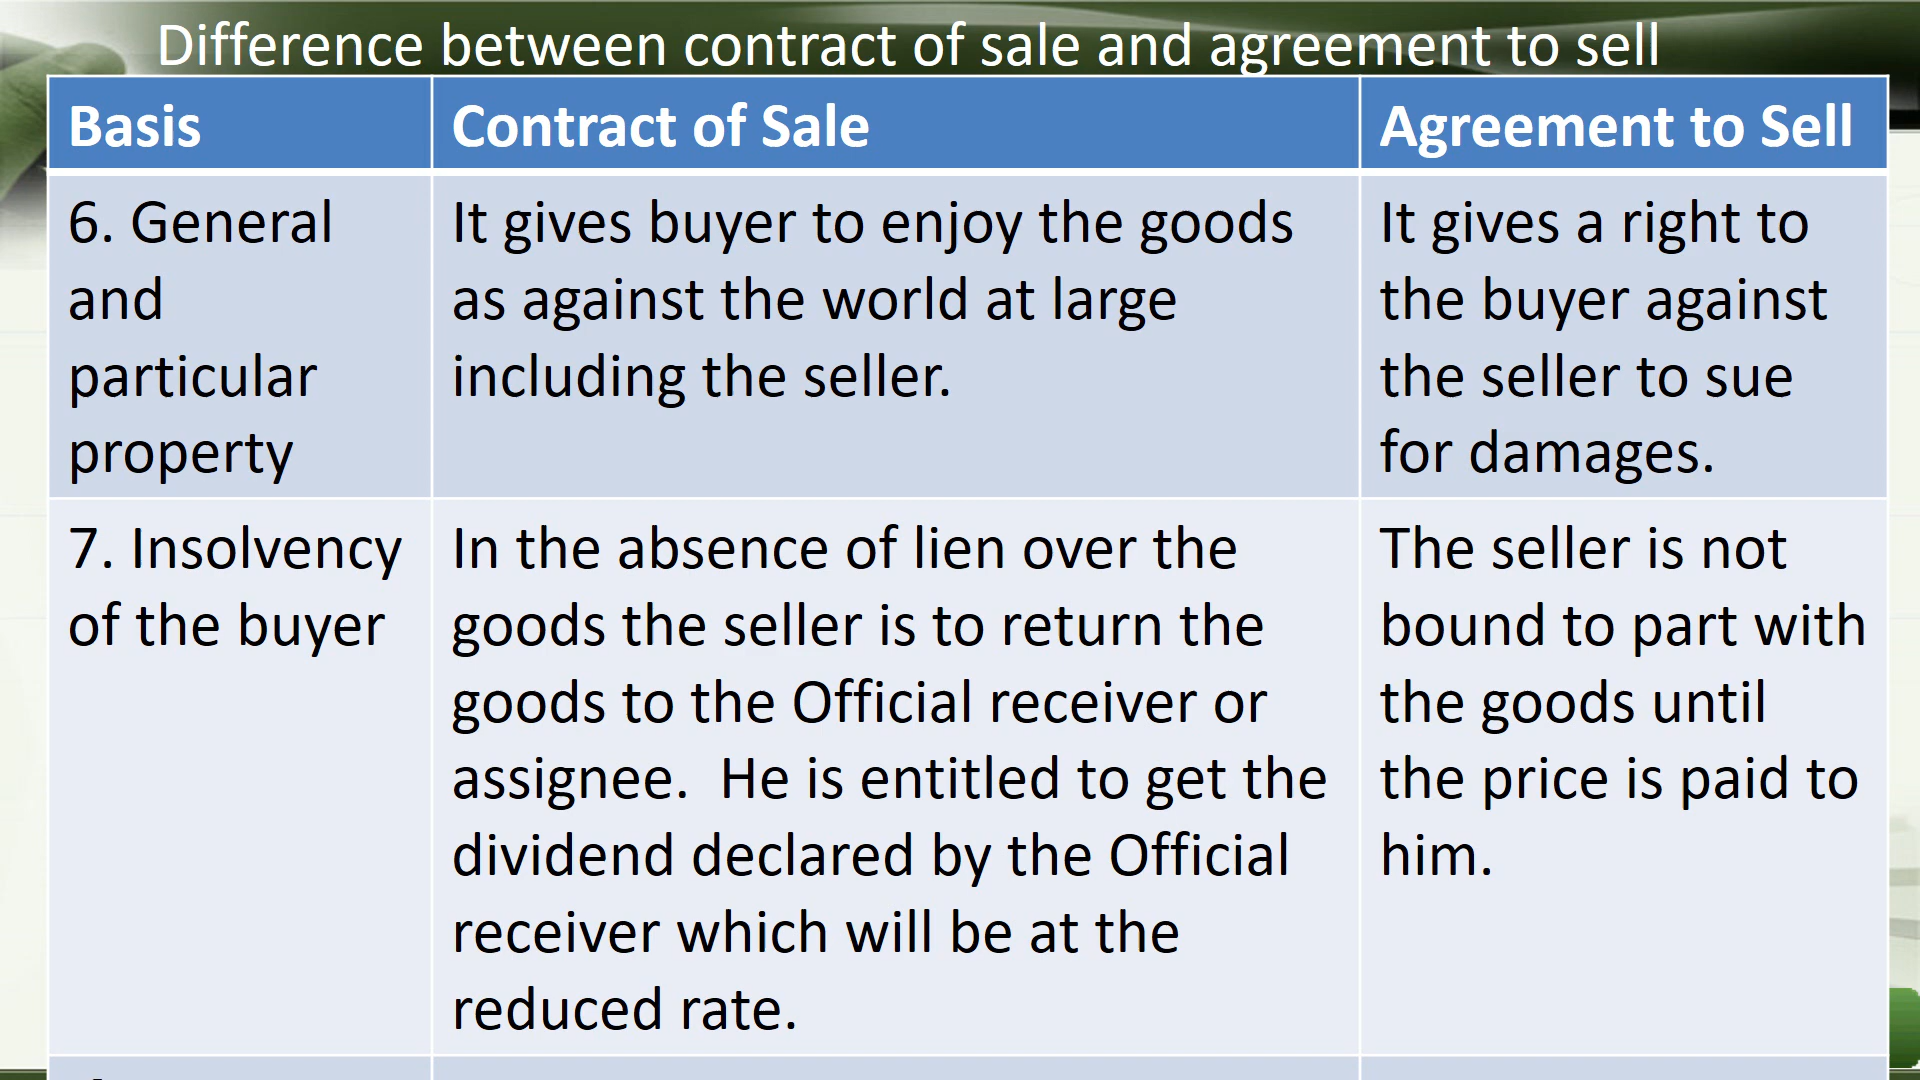 Difference between contract of sale and agreement to sell
Basis
Contract of Sale
Agreement to Sell
6. General
and
particular
property
It gives buyer to enjoy the goods
as against the world at large
including the seller.
It gives a right to
the buyer against
the seller to sue
for damages.
7. Insolvency
of the buyer
In the absence of lien over the
goods the seller is to return the
goods to the Official receiver or
assignee.  He is entitled to get the
dividend declared by the Official
receiver which will be at the
reduced rate.
The seller is not
bound to part with
the goods until
the price is paid to
him.